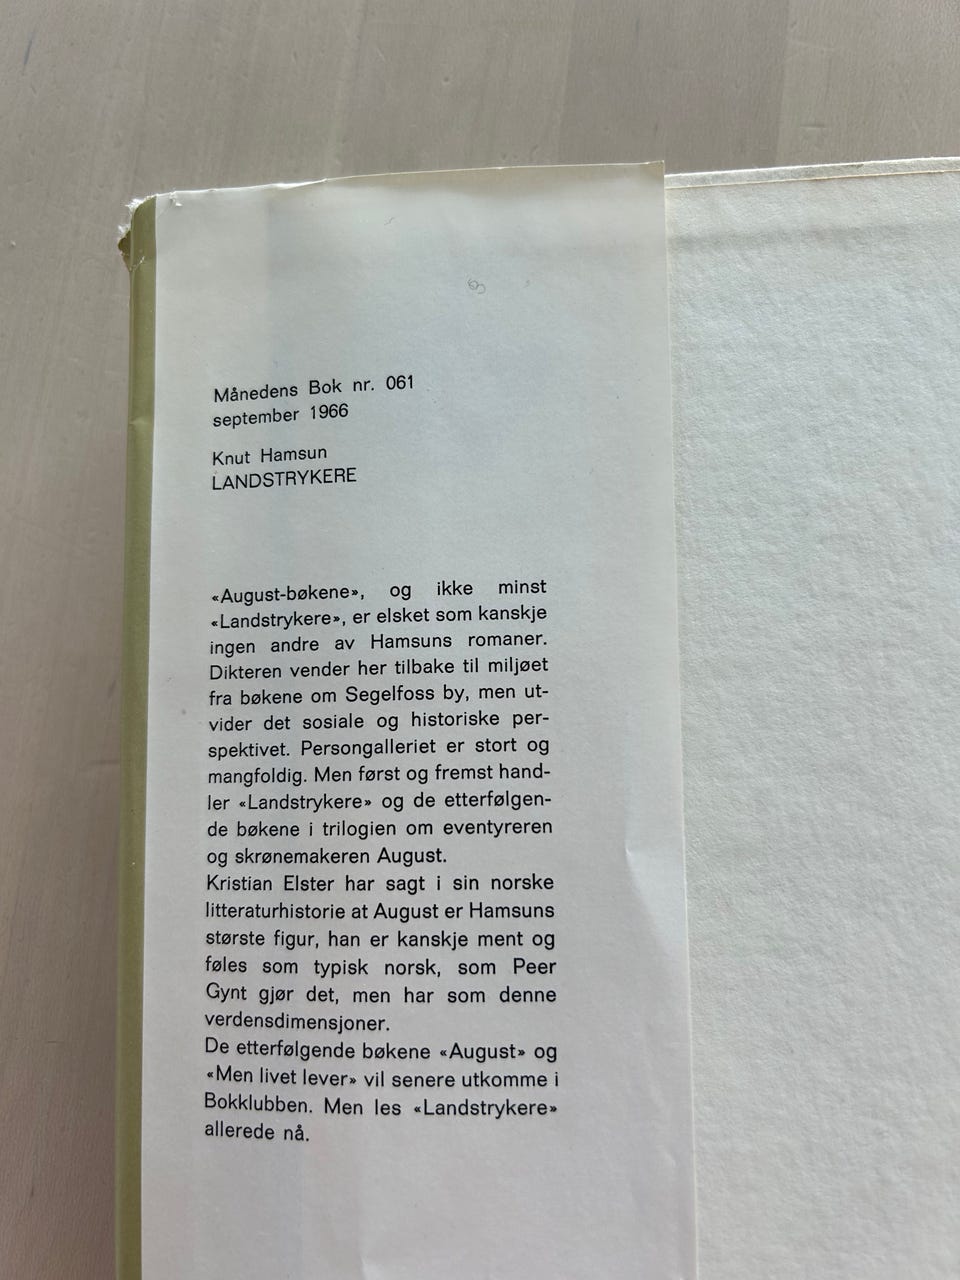 Månedens Bok nr. 061
september 1966
Knut Hamsun
LANDSTRYKERE
«August-bøkene», og ikke minst
«Landstrykere», er elsket som kanskje
ingen andre av Hamsuns romaner.
Dikteren vender her tilbake til miljøet
fra bøkene om Segelfoss by, men ut-
vider det sosiale og historiske per-
spektivet. Persongalleriet er stort og
mangfoldig. Men først og fremst hand-
ler «Landstrykere» og de etterfølgen-
de bøkene i trilogien om eventyreren
og skrønemakeren August.
Kristian Elster har sagt i sin norske
litteraturhistorie at August er Hamsuns
største figur, han er kanskje ment og
føles som typisk norsk, som Peer
Gynt gjør det, men har som denne
verdensdimensjoner.
De etterfølgende bøkene «August» og
«Men livet lever» vil senere utkomme i
Bokklubben. Men les «Landstrykere»
allerede nå.